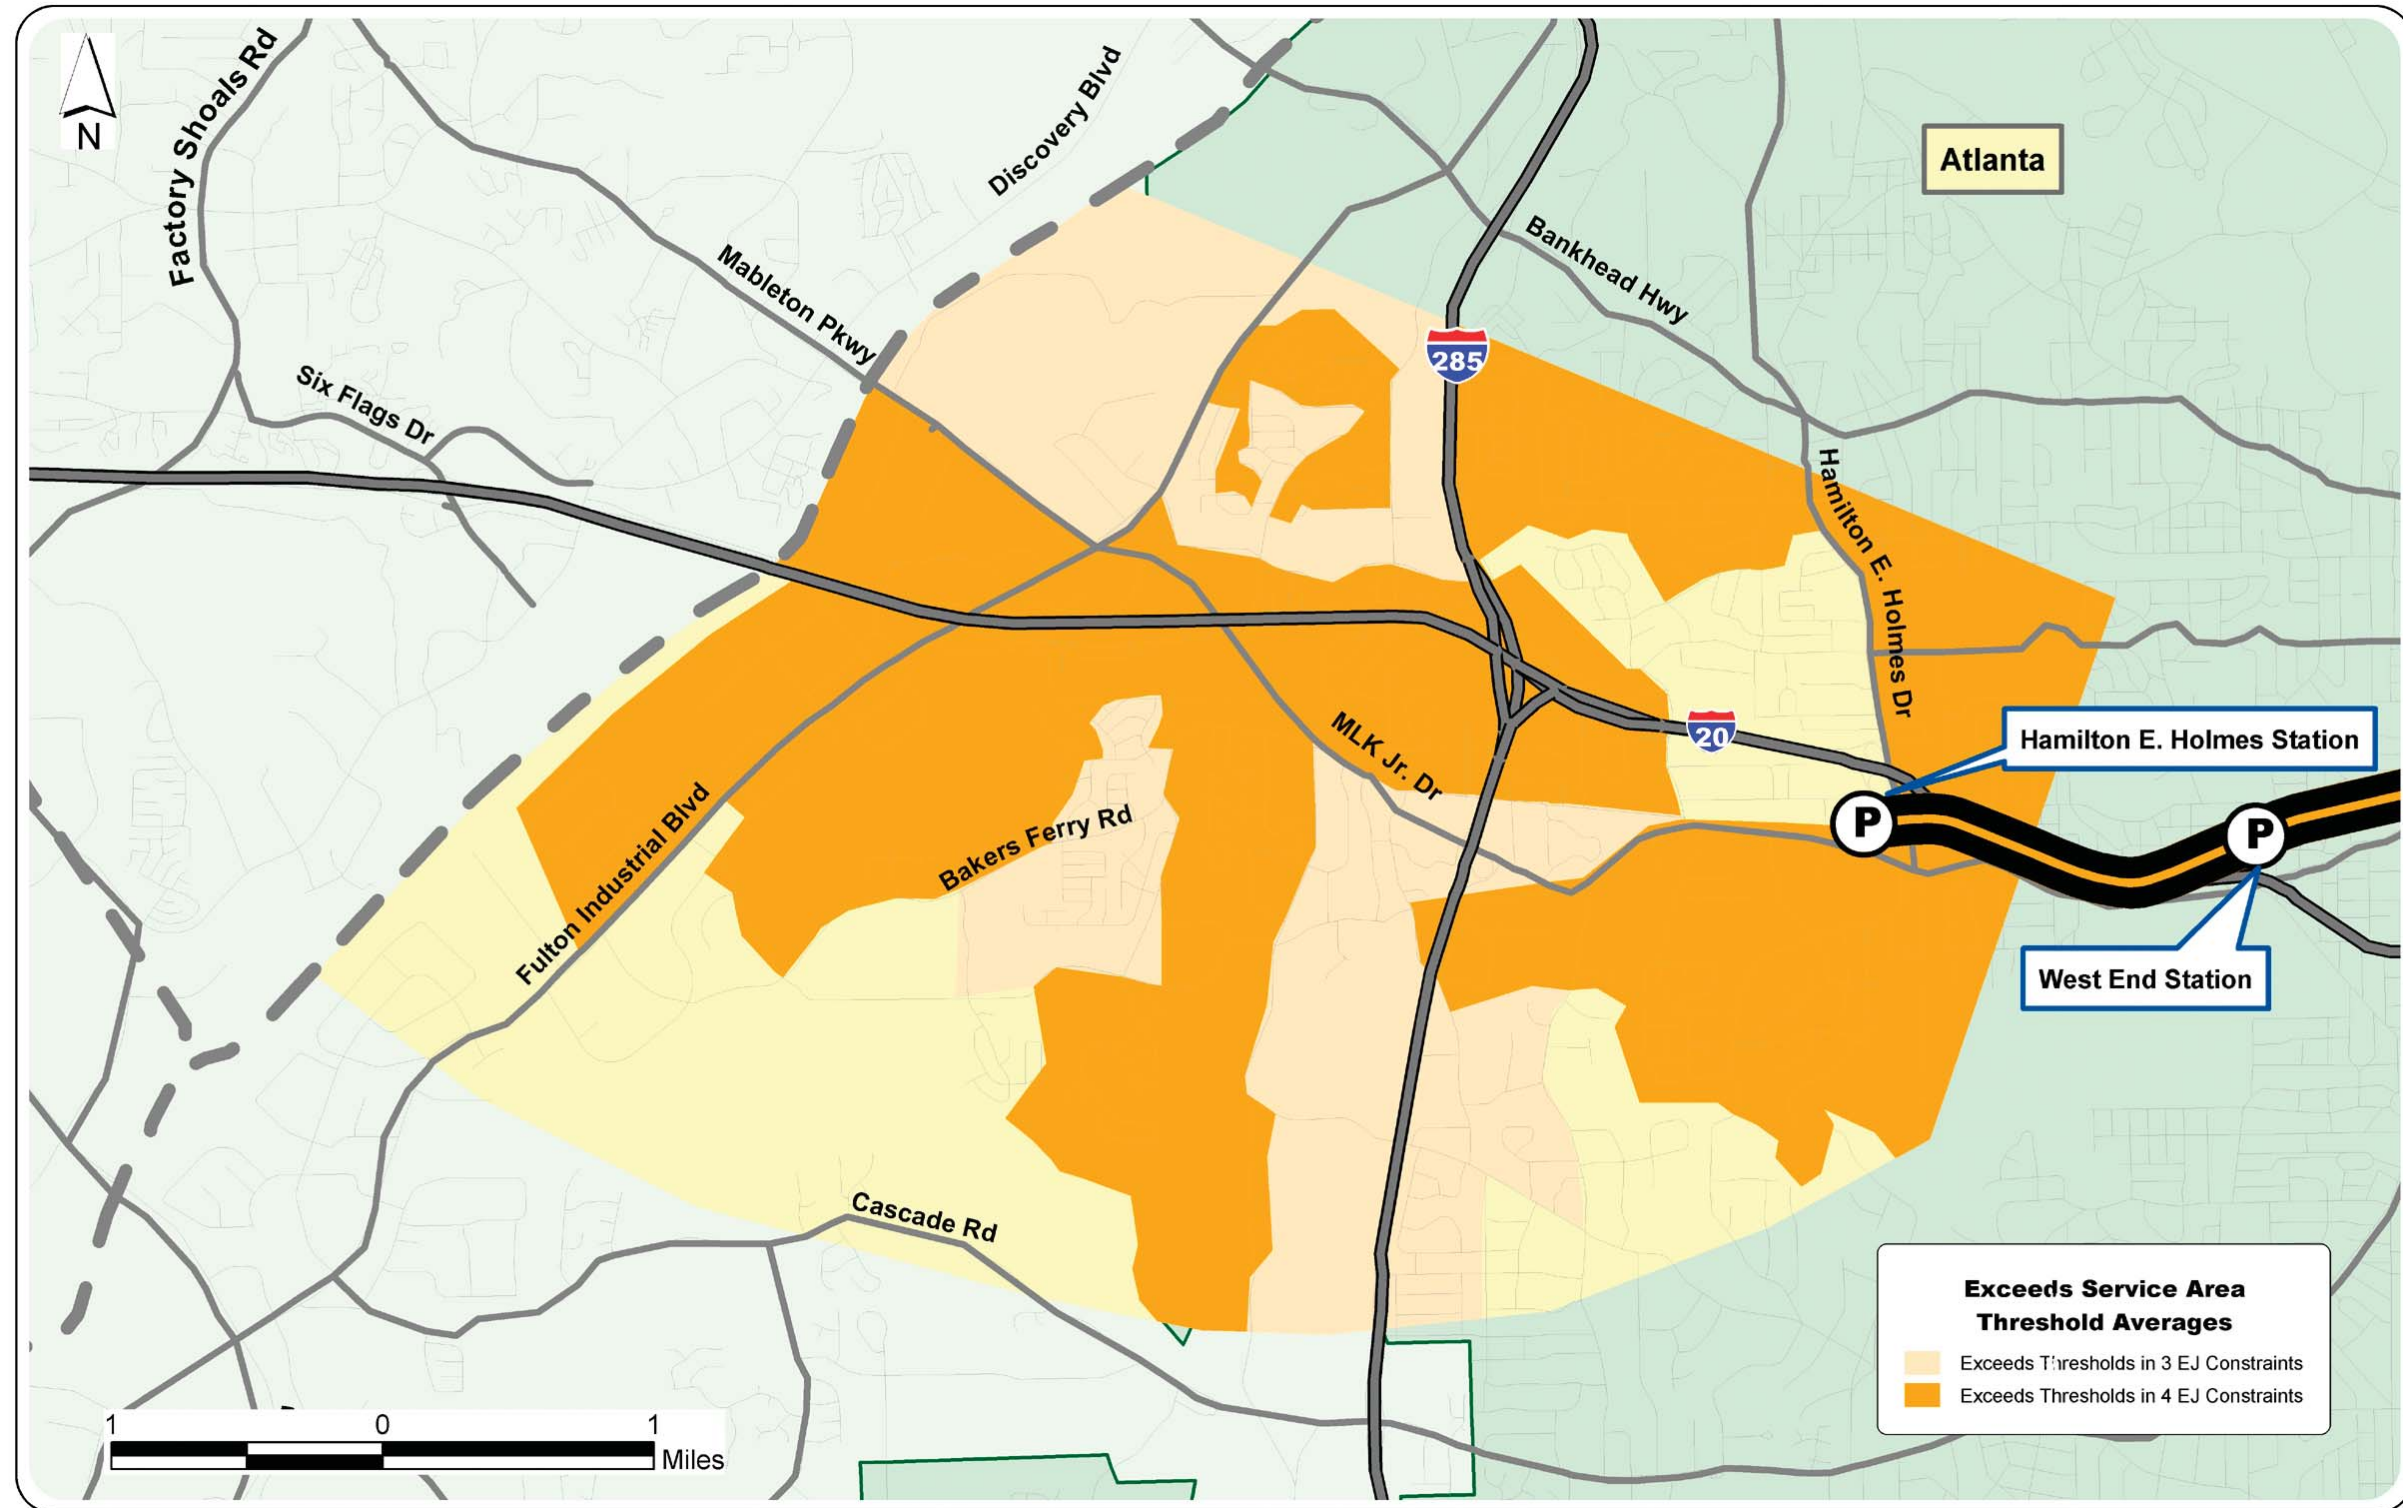 N
Factory Shoals Rd
Discovery Blvd
Atlanta
Mableton Pkwy
Bankhead Hwy
285
Six Flags Dr
Hamilton E. Holmes Dr
20
Hamilton E. Holmes Station
MLK Jr. Dr
P
P
Bakers Ferry Rd
Fulton Industrial Blvd
West End Station
Cascade Rd
Exceeds Service Area
Threshold Averages
Exceeds Thresholds in 3 EJ Constraints
Exceeds Thresholds in 4 EJ Constraints
1 0 1
Miles